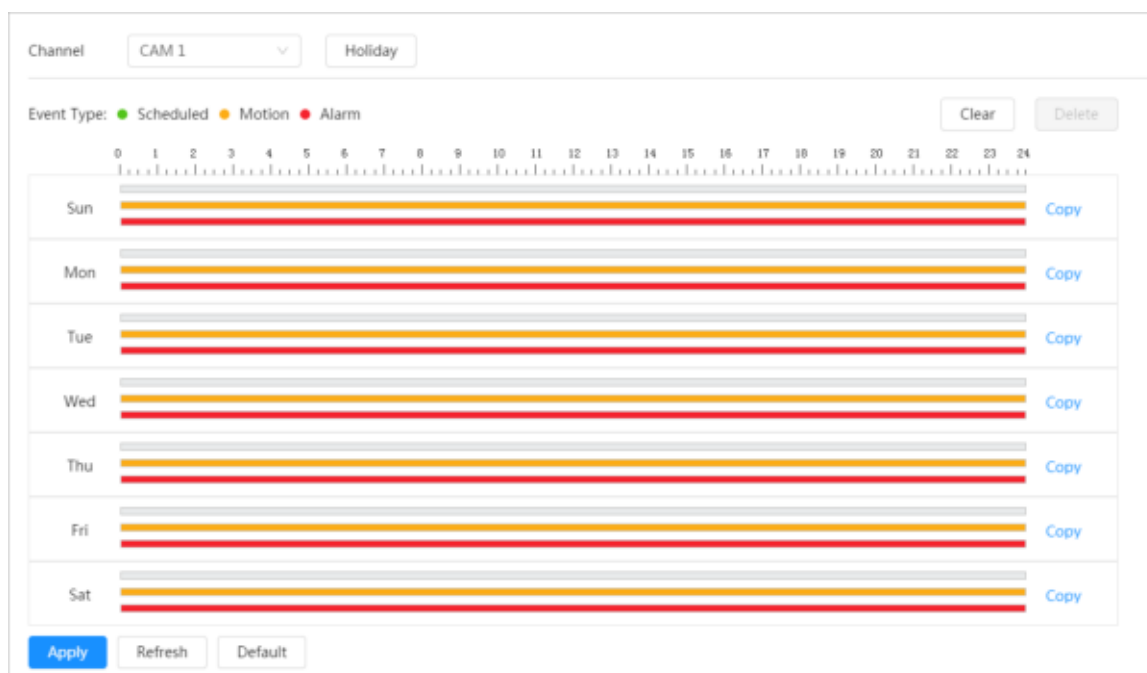 Channel CAM 1 Holiday
Event Type: Scheduled Motion Alarm Clear Delete
0 1 2 3 4 5 6 7 8 9 10 11 12 13 14 15 16 17 18 19 20 21 22 23 24
Sun Copy
Mon Copy
Tue Copy
Wed Copy
Thu Copy
Fri Copy
Sat Copy
Apply Refresh Default